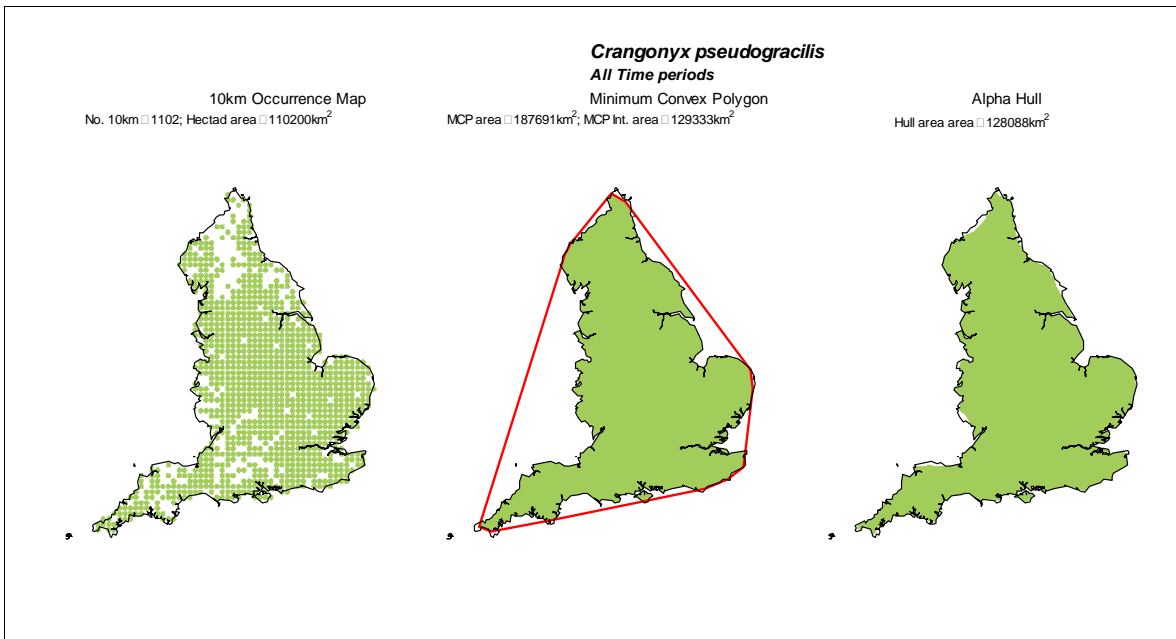 Crangonyx pseudogracilis
All Time periods
10km Occurrence Map
No. 10km □ 1102; Hectad area □ 110200km²
Minimum Convex Polygon
MCP area □ 187691km²; MCP Int. area □ 129333km²
Alpha Hull
Hull area area □ 128088km²